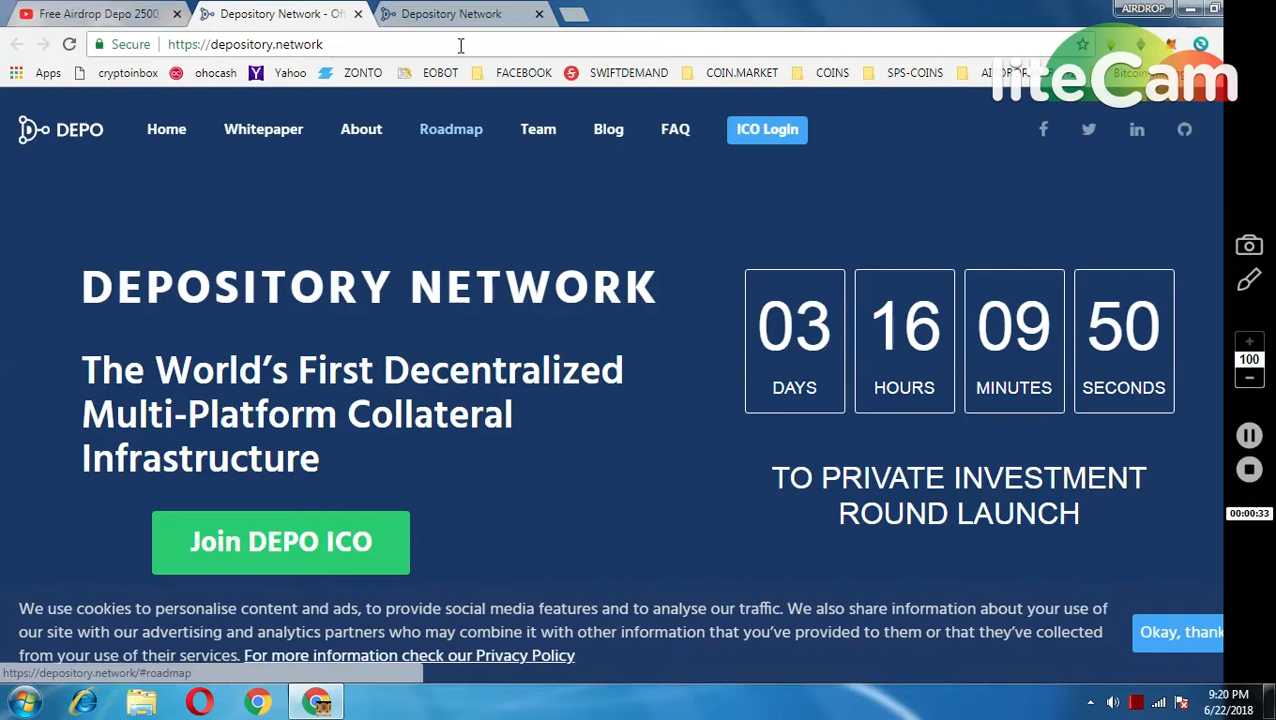 Free Airdrop Depo 2500,
Depository Network - Of
Depository Network
AIRDROP
Secure
https://depository.network
Apps
cryptoinbox
ohocash
Yahoo
EOBOT
FACEBOOK
SWIFTDEMAND
COIN.MARKET
COINS
SPS-COINS
liteCam
DEPO
Home
Whitepaper
About
Roadmap
Team
Blog
FAQ
ICO Login
DEPOSITORY NETWORK
The World's First Decentralized
Multi-Platform Collateral
Infrastructure
Join DEPO ICO
03
16
09
50
DAYS
HOURS
MINUTES
SECONDS
TO PRIVATE INVESTMENT
ROUND LAUNCH
We use cookies to personalise content and ads, to provide social media features and to analyse our traffic. We also share information about your use of
our site with our advertising and analytics partners who may combine it with other information that you've provided to them or that they've collected
from your use of their services. For more information check our Privacy Policy
Okay, thank
https://depository.network/#roadmap
100
00:00:33
9:20 PM
6/22/2018